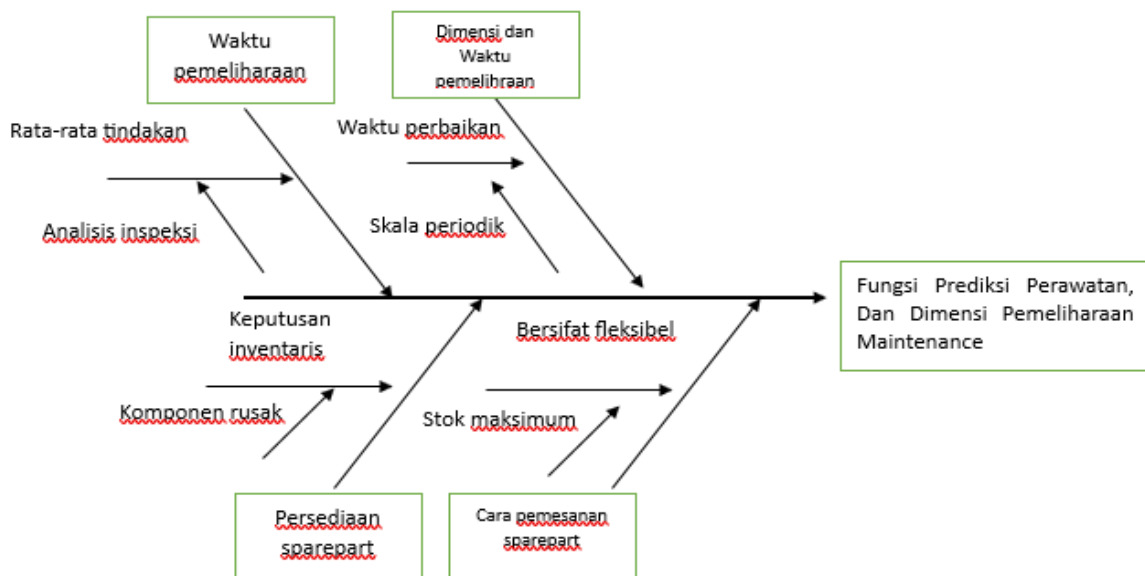 Waktu
pemeliharaan
Dimensi dan
Waktu
pemelihraan
Rata-rata tindakan
Waktu perbaikan
Analisis inspeksi
Skala periodik
Fungsi Prediksi Perawatan,
Dan Dimensi Pemeliharaan
Maintenance
Keputusan
inventaris
Bersifat fleksibel
Komponen rusak
Stok maksimum
Persediaan
sparepart
Cara pemesanan
sparepart